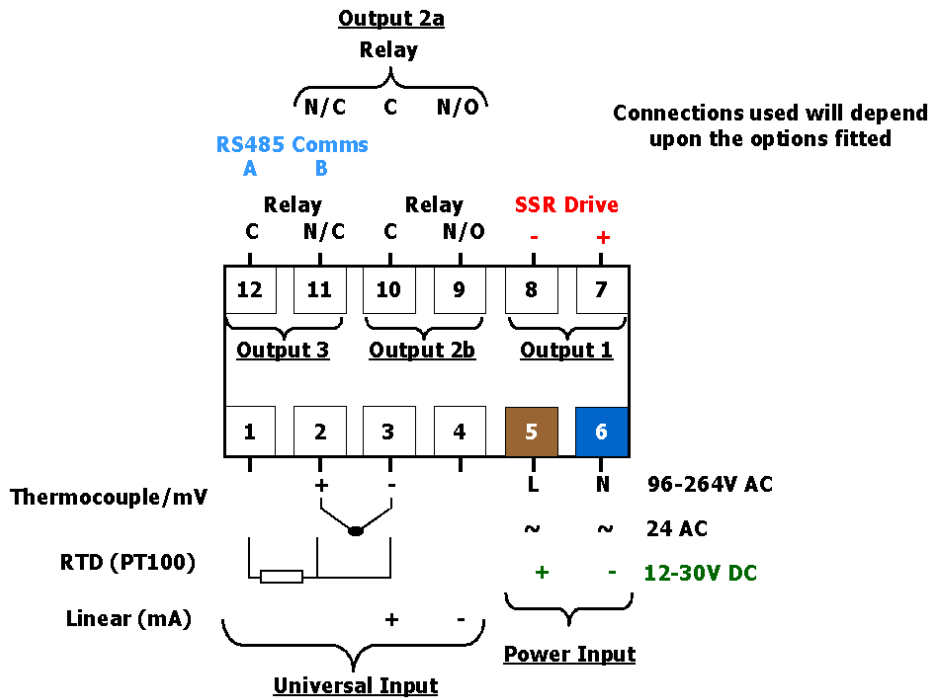 Output 2a
Relay
N/C C N/O
Connections used will depend
upon the options fitted
RS485 Comms
A B
Relay Relay SSR Drive
C N/C C N/O - +
12 11 10 9 8 7
Output 3 Output 2b Output 1
1 2 3 4 5 6
Thermocouple/mV + - L N 96-264V AC
~ ~ 24 AC
RTD (PT100) + - 12-30V DC
Linear (mA) + -
Power Input
Universal Input